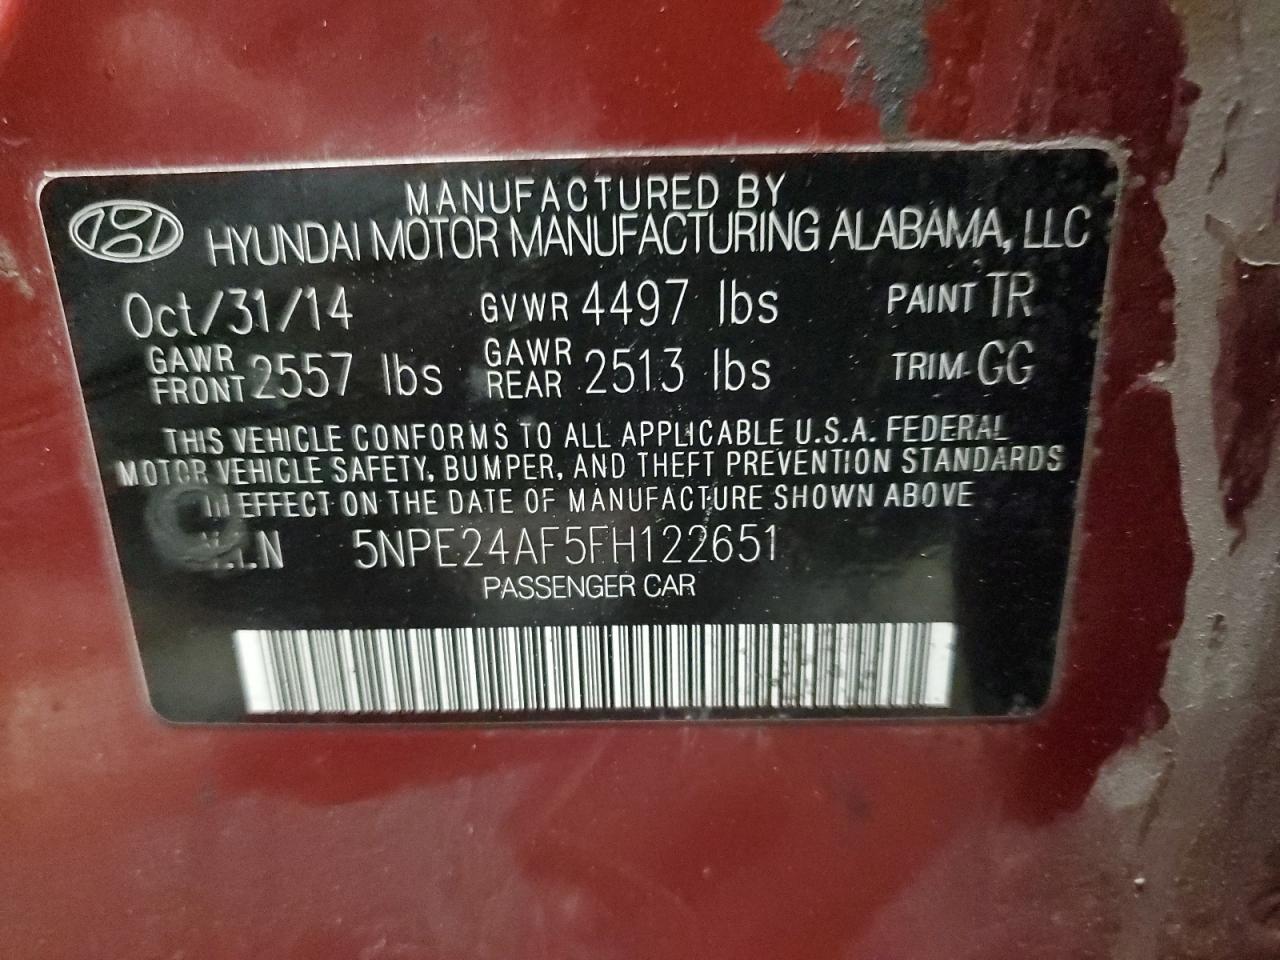 MANUFACTURED BY
HYUNDAI MOTOR MANUFACTURING ALABAMA, LLC
Oct/31/14 GVWR 4497 lbs PAINT TR
GAWR FRONT 2557 lbs GAWR REAR 2513 lbs TRIM GG
THIS VEHICLE CONFORMS TO ALL APPLICABLE U.S.A. FEDERAL
MOTOR VEHICLE SAFETY, BUMPER, AND THEFT PREVENTION STANDARDS
IN EFFECT ON THE DATE OF MANUFACTURE SHOWN ABOVE
V.I.N 5NPE24AF5FH122651
PASSENGER CAR